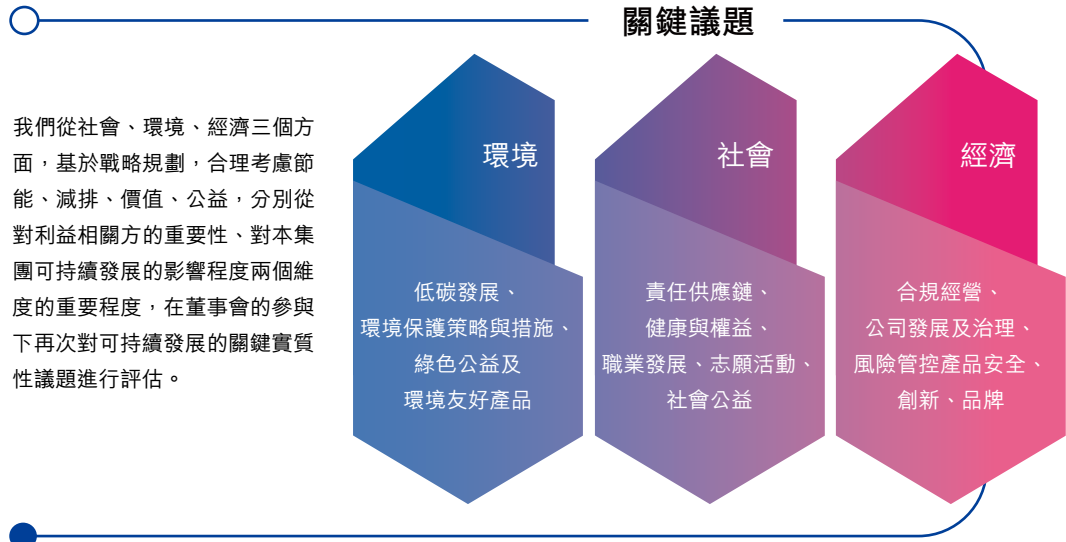 關鍵議題
我們從社會、環境、經濟三個方
面，基於戰略規劃，合理考慮節
能、減排、價值、公益，分別從
對利益相關方的重要性、對本集
團可持續發展的影響程度兩個維
度的重要程度，在董事會的參與
下再次對可持續發展的關鍵實質
性議題進行評估。
環境
低碳發展、
環境保護策略與措施、
綠色公益及
環境友好產品
社會
責任供應鏈、
健康與權益、
職業發展、志願活動、
社會公益
經濟
合規經營、
公司發展及治理、
風險管控產品安全、
創新、品牌